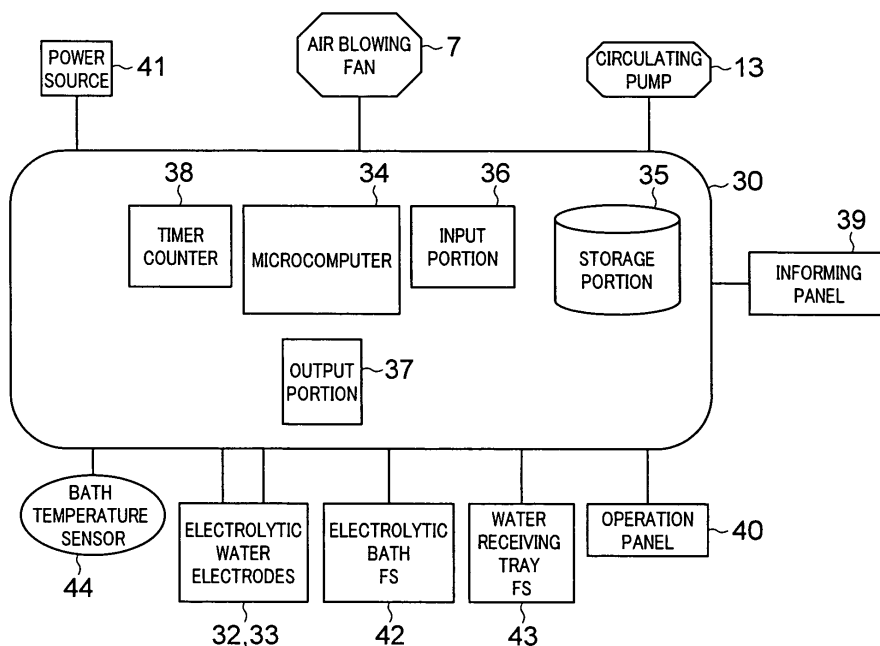 POWER
SOURCE
41
AIR BLOWING
FAN
7
CIRCULATING
PUMP
13
38
34
36
35
30
TIMER
COUNTER
MICROCOMPUTER
INPUT
PORTION
STORAGE
PORTION
39
INFORMING
PANEL
OUTPUT
PORTION
37
BATH
TEMPERATURE
SENSOR
44
ELECTROLYTIC
WATER
ELECTRODES
32,33
ELECTROLYTIC
BATH
FS
42
WATER
RECEIVING
TRAY
FS
43
OPERATION
PANEL
40